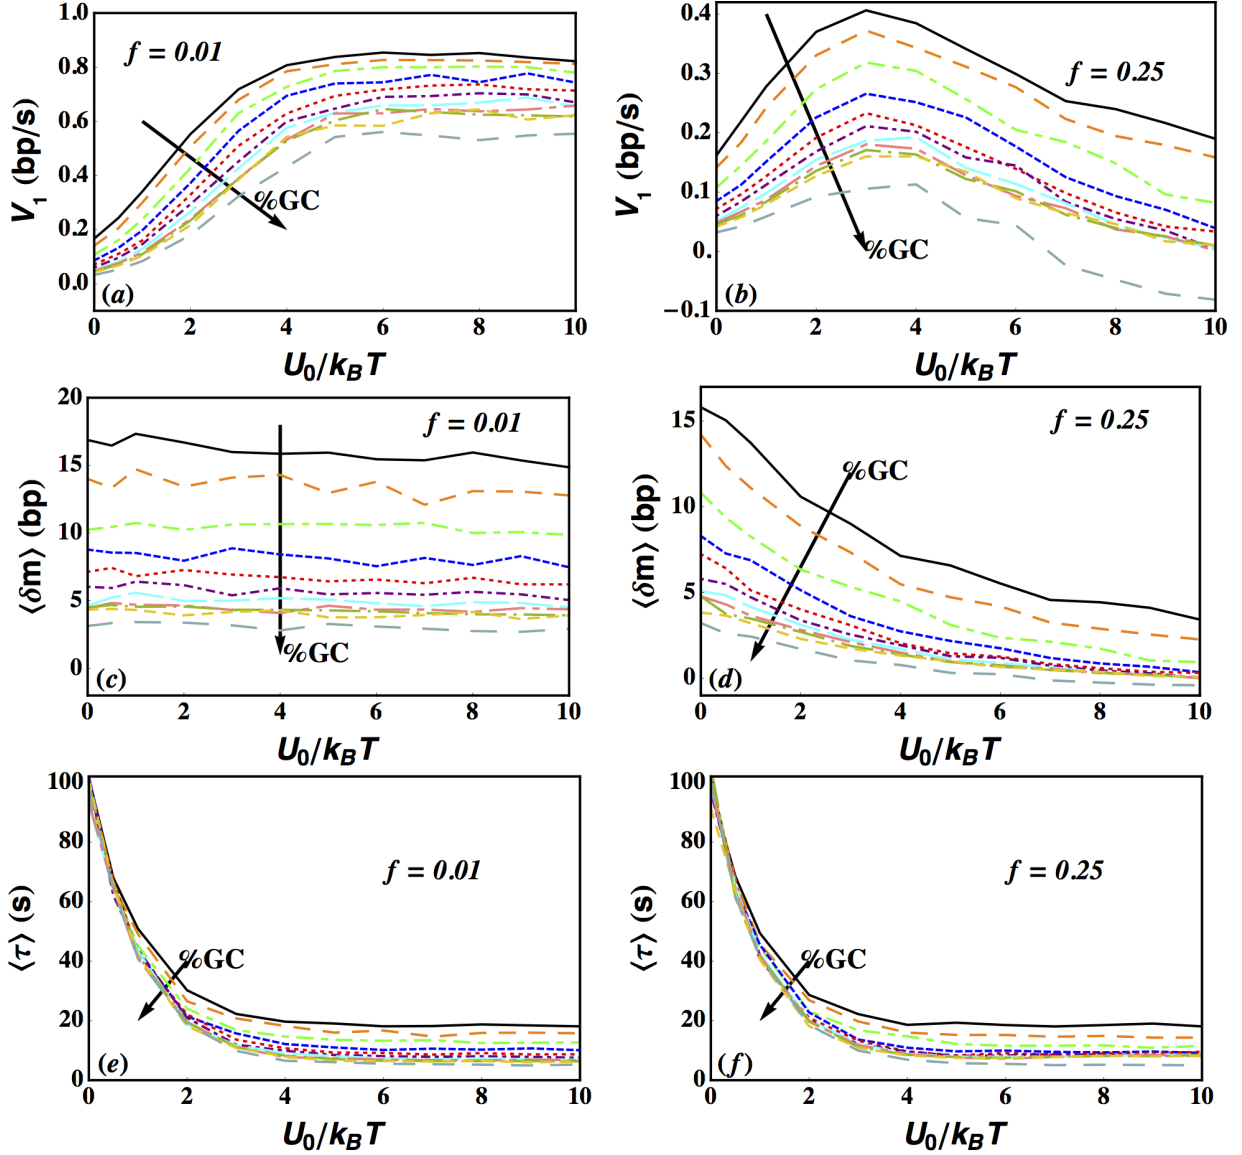 1.0
0.8
0.6
0.4
0.2
0.0
V1 (bp/s)
f = 0.01
%GC
(a)
0 2 4 6 8 10
U0/kBT
0.4
0.3
0.2
0.1
0.
−0.1
V1 (bp/s)
f = 0.25
%GC
(b)
0 2 4 6 8 10
U0/kBT
20
15
10
5
0
⟨δm⟩ (bp)
f = 0.01
%GC
(c)
0 2 4 6 8 10
U0/kBT
15
10
5
0
⟨δm⟩ (bp)
f = 0.25
%GC
(d)
0 2 4 6 8 10
U0/kBT
100
80
60
40
20
0
⟨τ⟩ (s)
f = 0.01
%GC
(e)
0 2 4 6 8 10
U0/kBT
100
80
60
40
20
0
⟨τ⟩ (s)
f = 0.25
%GC
(f)
0 2 4 6 8 10
U0/kBT